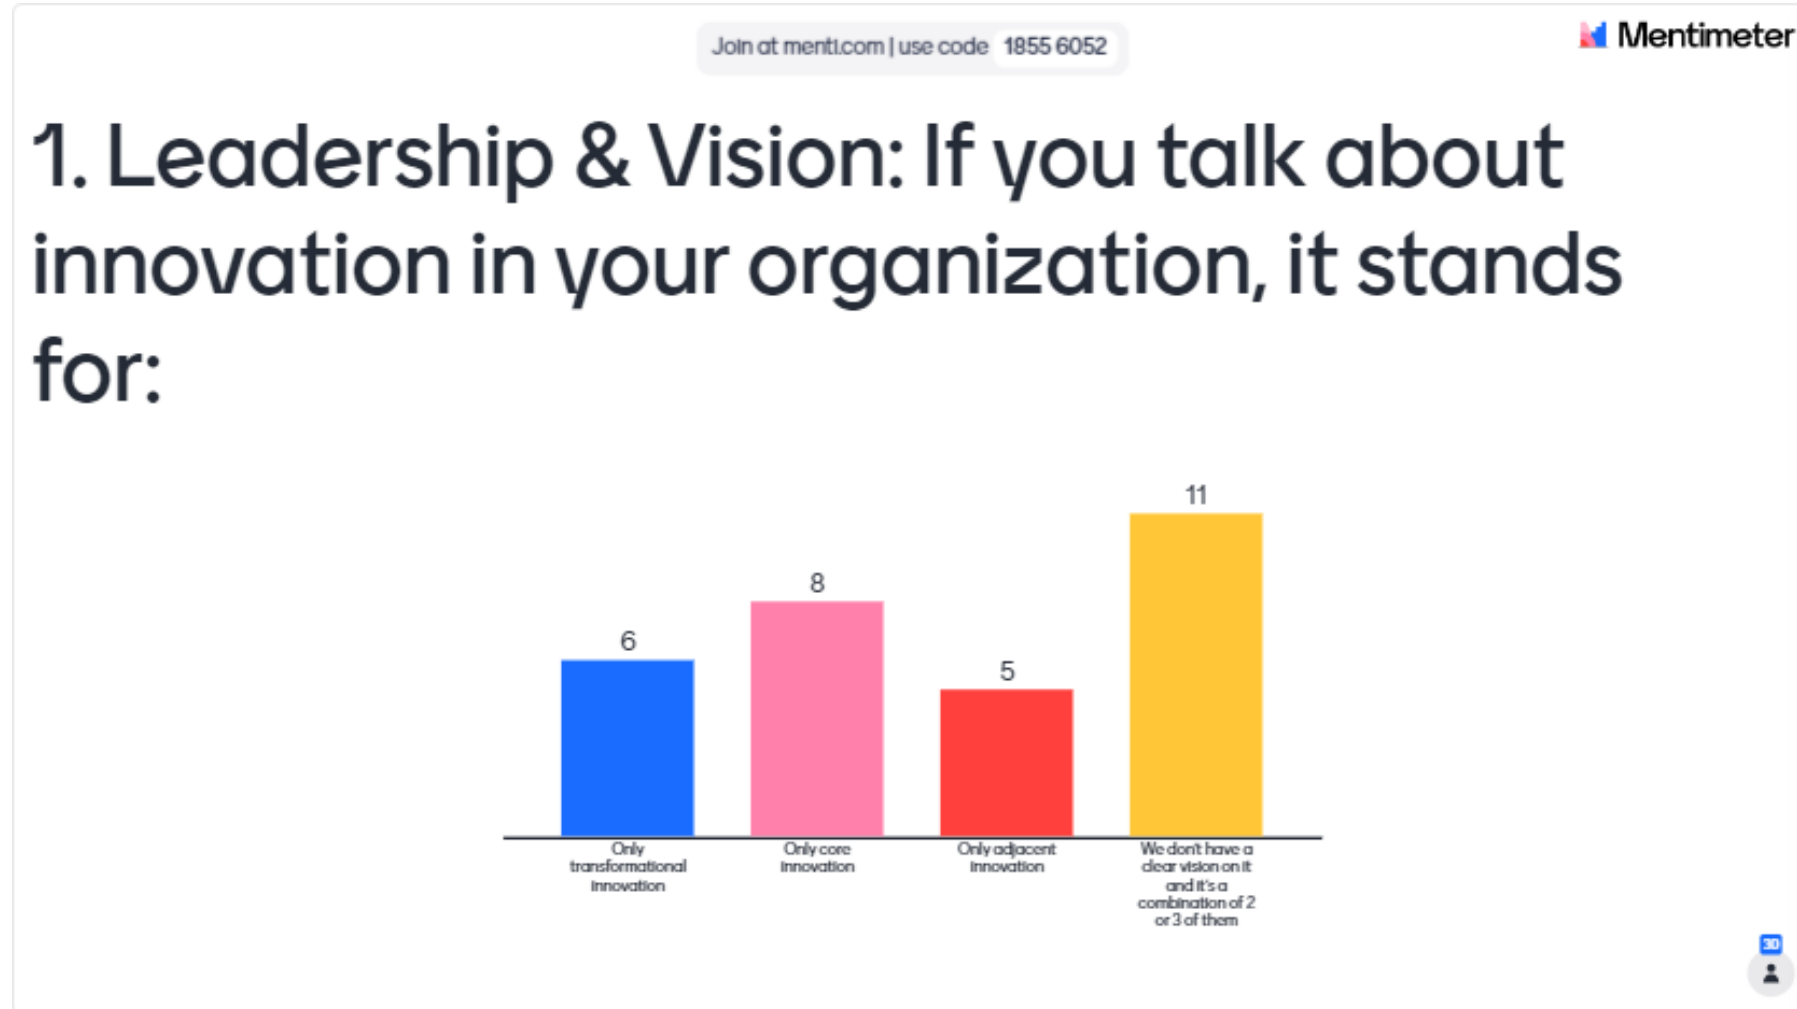 Join at menti.com | use code 1855 6052
Mentimeter
1. Leadership & Vision: If you talk about
innovation in your organization, it stands
for:
6
8
5
11
Only
transformational
innovation
Only core
innovation
Only adjacent
innovation
We don't have a
clear vision on it
and it's a
combination of 2
or 3 of them
30